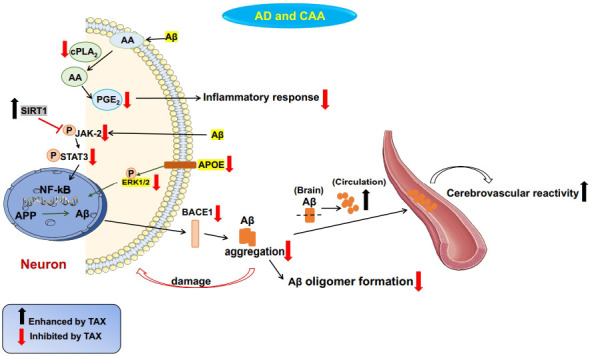 AD and CAA
AA
Aβ
cPLA2
AA
PGE2
Inflammatory response
SIRT1
P
JAK-2
Aβ
P
STAT3
APOE
P
ERK1/2
NF-kB
APP
Aβ
Neuron
BACE1
Aβ
aggregation
damage
(Brain)
Aβ
(Circulation)
Cerebrovascular reactivity
Aβ oligomer formation
Enhanced by TAX
Inhibited by TAX